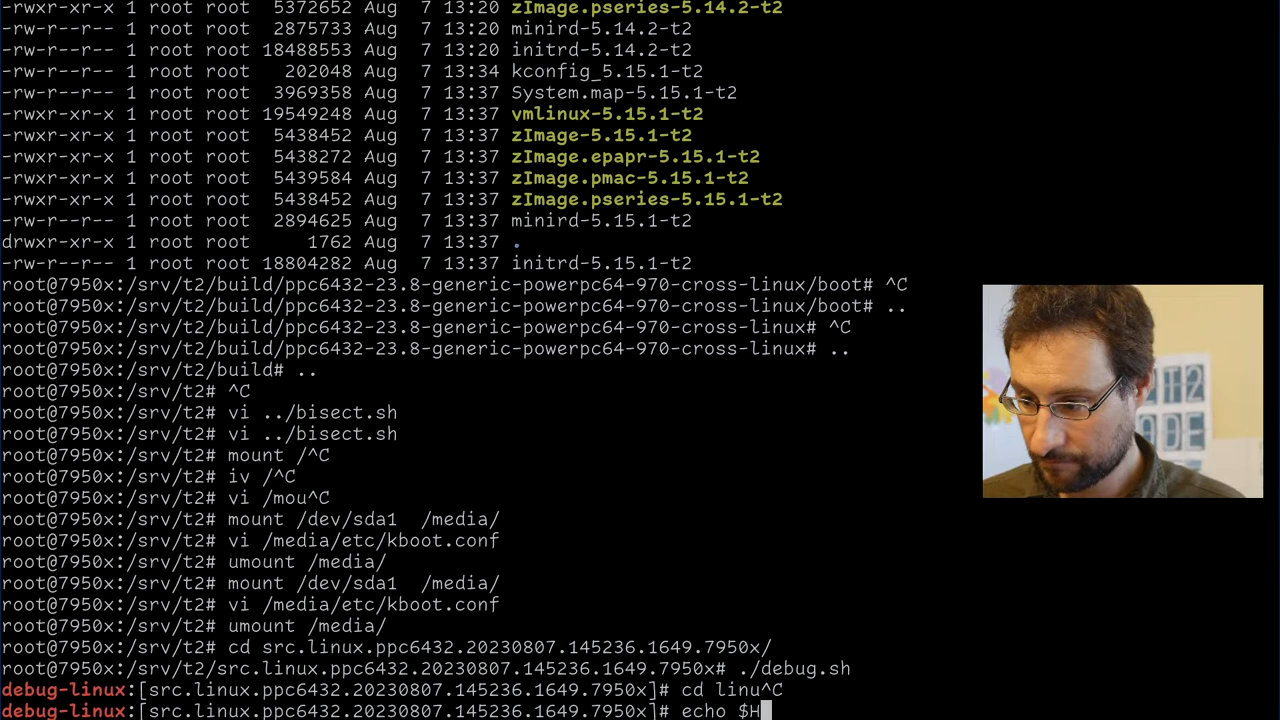 -rwxr-xr-x 1 root root  5372652 Aug  7 13:20 zImage.pseries-5.14.2-t2
-rw-r--r-- 1 root root  2875733 Aug  7 13:20 minird-5.14.2-t2
-rw-r--r-- 1 root root 18488553 Aug  7 13:20 initrd-5.14.2-t2
-rw-r--r-- 1 root root   202048 Aug  7 13:34 kconfig_5.15.1-t2
-rw-r--r-- 1 root root  3969358 Aug  7 13:37 System.map-5.15.1-t2
-rwxr-xr-x 1 root root 19549248 Aug  7 13:37 vmlinux-5.15.1-t2
-rwxr-xr-x 1 root root  5438452 Aug  7 13:37 zImage-5.15.1-t2
-rwxr-xr-x 1 root root  5438272 Aug  7 13:37 zImage.epapr-5.15.1-t2
-rwxr-xr-x 1 root root  5439584 Aug  7 13:37 zImage.pmac-5.15.1-t2
-rwxr-xr-x 1 root root  5438452 Aug  7 13:37 zImage.pseries-5.15.1-t2
-rw-r--r-- 1 root root  2894625 Aug  7 13:37 minird-5.15.1-t2
drwxr-xr-x 1 root root     1762 Aug  7 13:37 .
-rw-r--r-- 1 root root 18804282 Aug  7 13:37 initrd-5.15.1-t2
root@7950x:/srv/t2/build/ppc6432-23.8-generic-powerpc64-970-cross-linux/boot# ^C
root@7950x:/srv/t2/build/ppc6432-23.8-generic-powerpc64-970-cross-linux/boot# ..
root@7950x:/srv/t2/build/ppc6432-23.8-generic-powerpc64-970-cross-linux# ^C
root@7950x:/srv/t2/build/ppc6432-23.8-generic-powerpc64-970-cross-linux# ..
root@7950x:/srv/t2/build# ..
root@7950x:/srv/t2# ^C
root@7950x:/srv/t2# vi ../bisect.sh
root@7950x:/srv/t2# vi ../bisect.sh
root@7950x:/srv/t2# mount /^C
root@7950x:/srv/t2# iv /^C
root@7950x:/srv/t2# vi /mou^C
root@7950x:/srv/t2# mount /dev/sda1  /media/
root@7950x:/srv/t2# vi /media/etc/kboot.conf
root@7950x:/srv/t2# umount /media/
root@7950x:/srv/t2# mount /dev/sda1  /media/
root@7950x:/srv/t2# vi /media/etc/kboot.conf
root@7950x:/srv/t2# umount /media/
root@7950x:/srv/t2# cd src.linux.ppc6432.20230807.145236.1649.7950x/
root@7950x:/srv/t2/src.linux.ppc6432.20230807.145236.1649.7950x# ./debug.sh
debug-linux:[src.linux.ppc6432.20230807.145236.1649.7950x]# cd linu^C
debug-linux:[src.linux.ppc6432.20230807.145236.1649.7950x]# echo $H